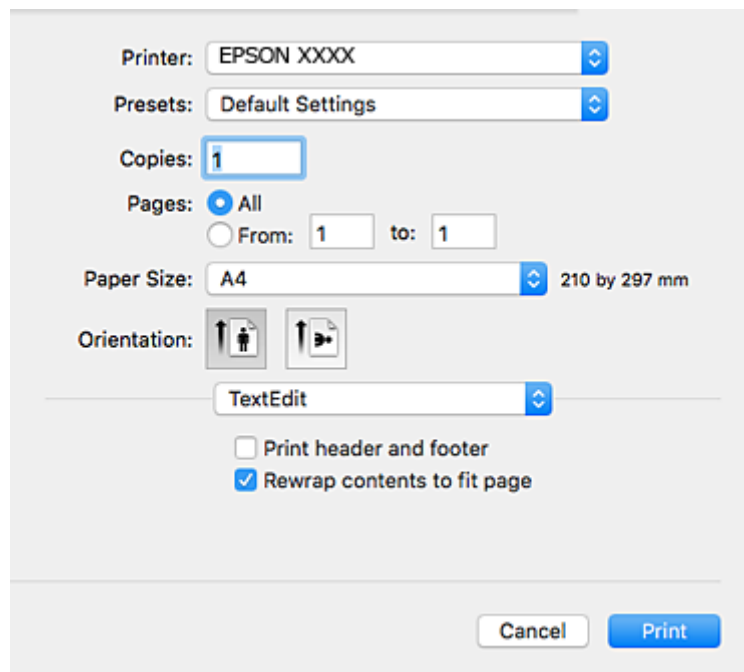 Printer: EPSON XXXX
Presets: Default Settings
Copies: 1
Pages: All
From: 1 to: 1
Paper Size: A4 210 by 297 mm
Orientation:
TextEdit
Print header and footer
Rewrap contents to fit page
Cancel Print